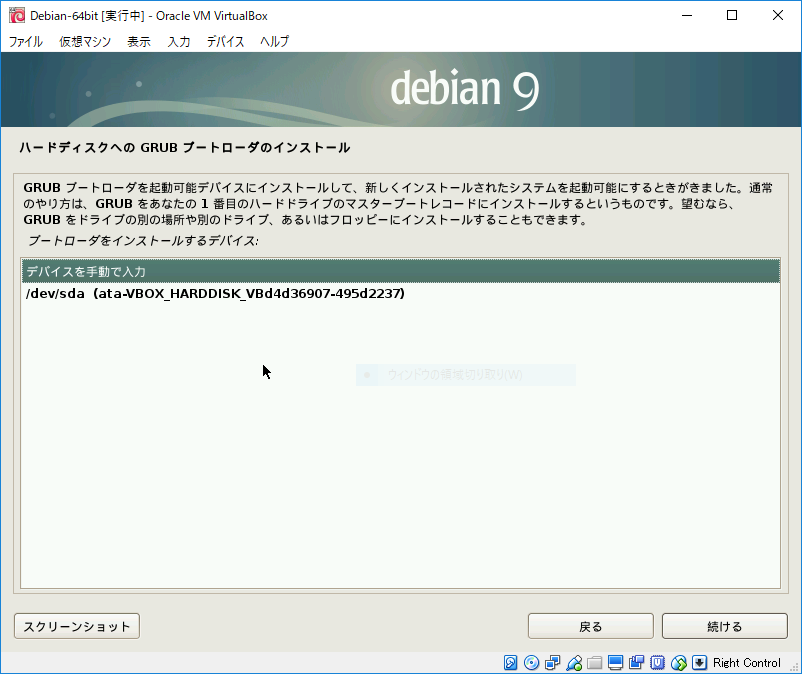 Debian-64bit [実行中] - Oracle VM VirtualBox
ファイル 仮想マシン 表示 入力 デバイス ヘルプ
debian 9
ハードディスクへの GRUB ブートローダのインストール
GRUB ブートローダを起動可能デバイスにインストールして、新しくインストールされたシステムを起動可能にするときがきました。通常
のやり方は、GRUB をあなたの 1 番目のハードドライブのマスターブートレコードにインストールするというものです。望むなら、
GRUB をドライブの別の場所や別のドライブ、あるいはフロッピーにインストールすることもできます。
ブートローダをインストールするデバイス:
デバイスを手動で入力
/dev/sda (ata-VBOX_HARDDISK_VBd4d36907-495d2237)
ウィンドウの領域切り取り(W)
スクリーンショット 戻る 続ける
Right Control